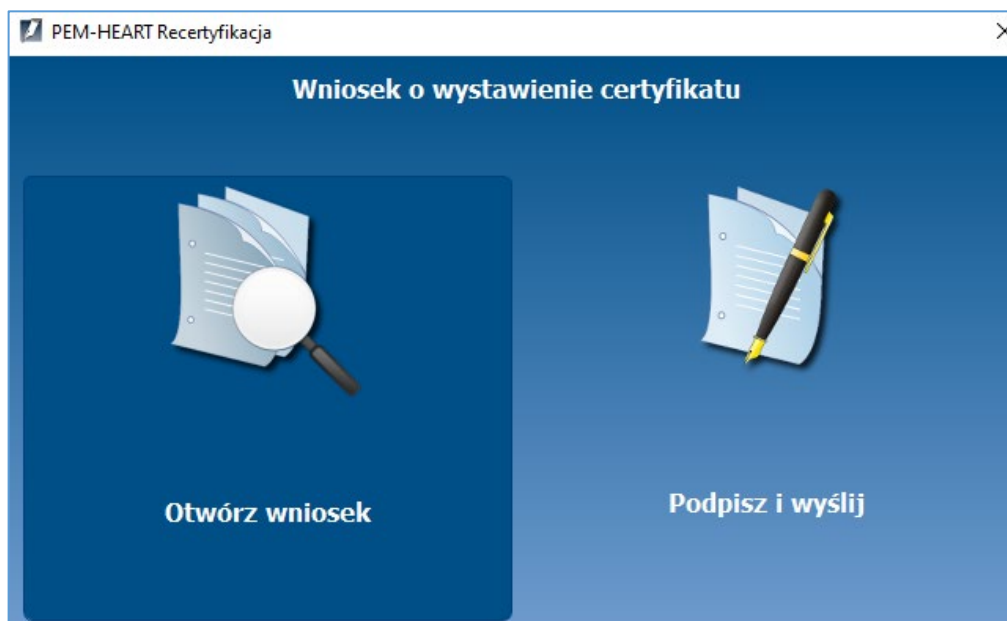 PEM-HEART Recertyfikacja
Wniosek o wystawienie certyfikatu
Otwórz wniosek
Podpisz i wyślij